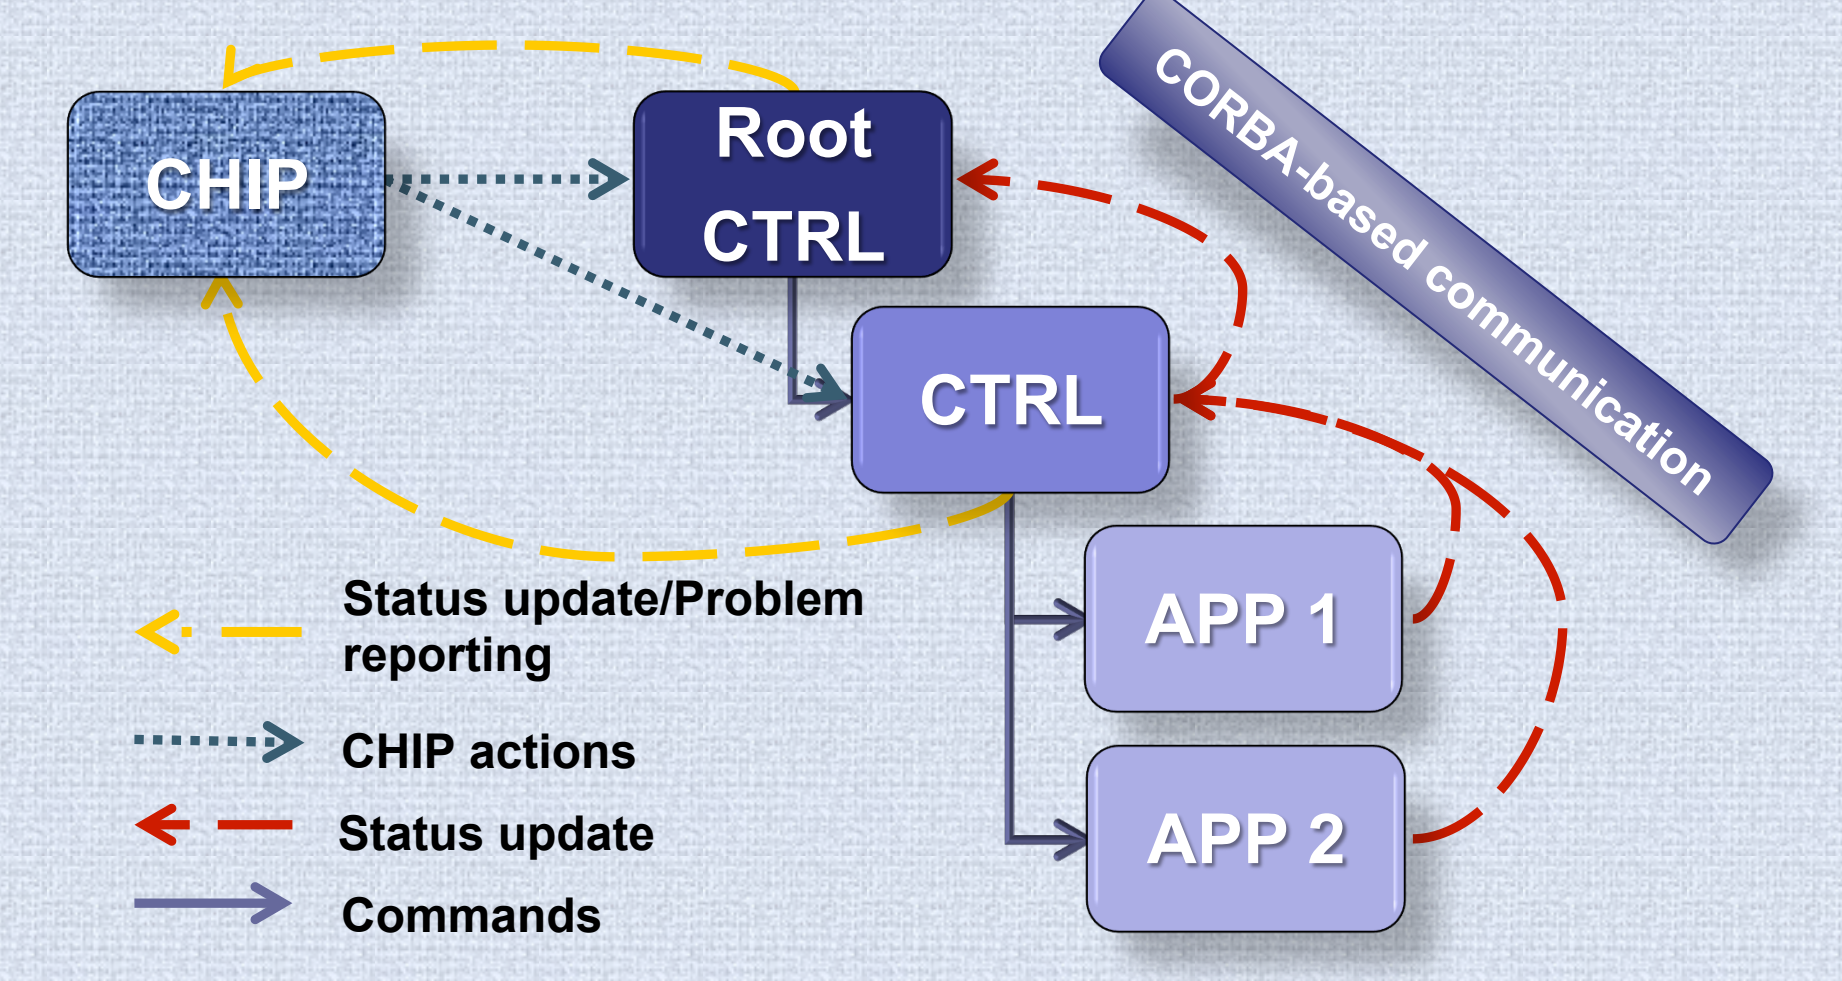 CHIP
Root
CTRL
CORBA-based communication
CTRL
APP 1
APP 2
Status update/Problem
reporting
CHIP actions
Status update
Commands